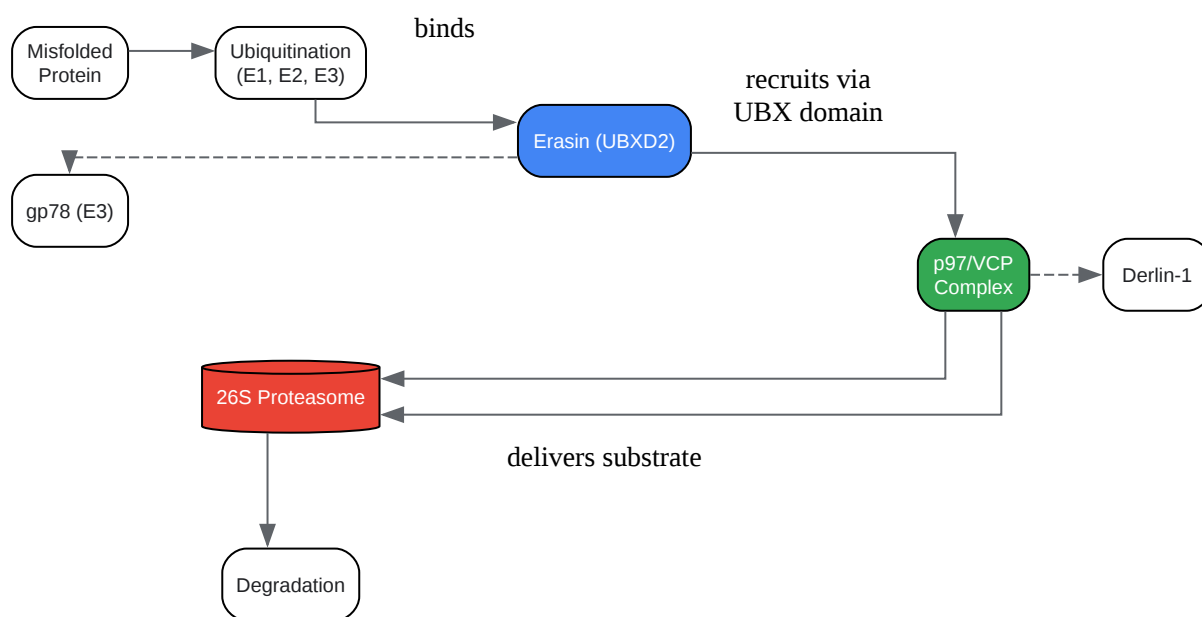 binds
Misfolded
Protein
Ubiquitination
(E1, E2, E3)
recruits via
UBX domain
Erasin (UBXD2)
gp78 (E3)
p97/VCP
Complex
Derlin-1
26S Proteasome
delivers substrate
Degradation